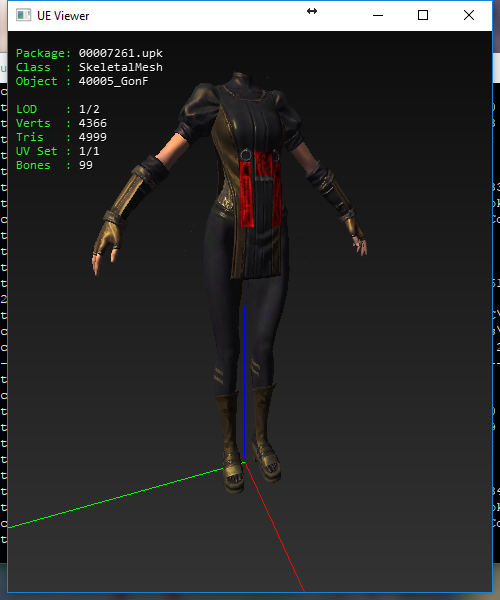 UE Viewer
Package: 00007261.upk
Class : SkeletalMesh
Object : 40005_GonF
LOD : 1/2
Verts : 4366
Tris : 4999
UV Set : 1/1
Bones : 99